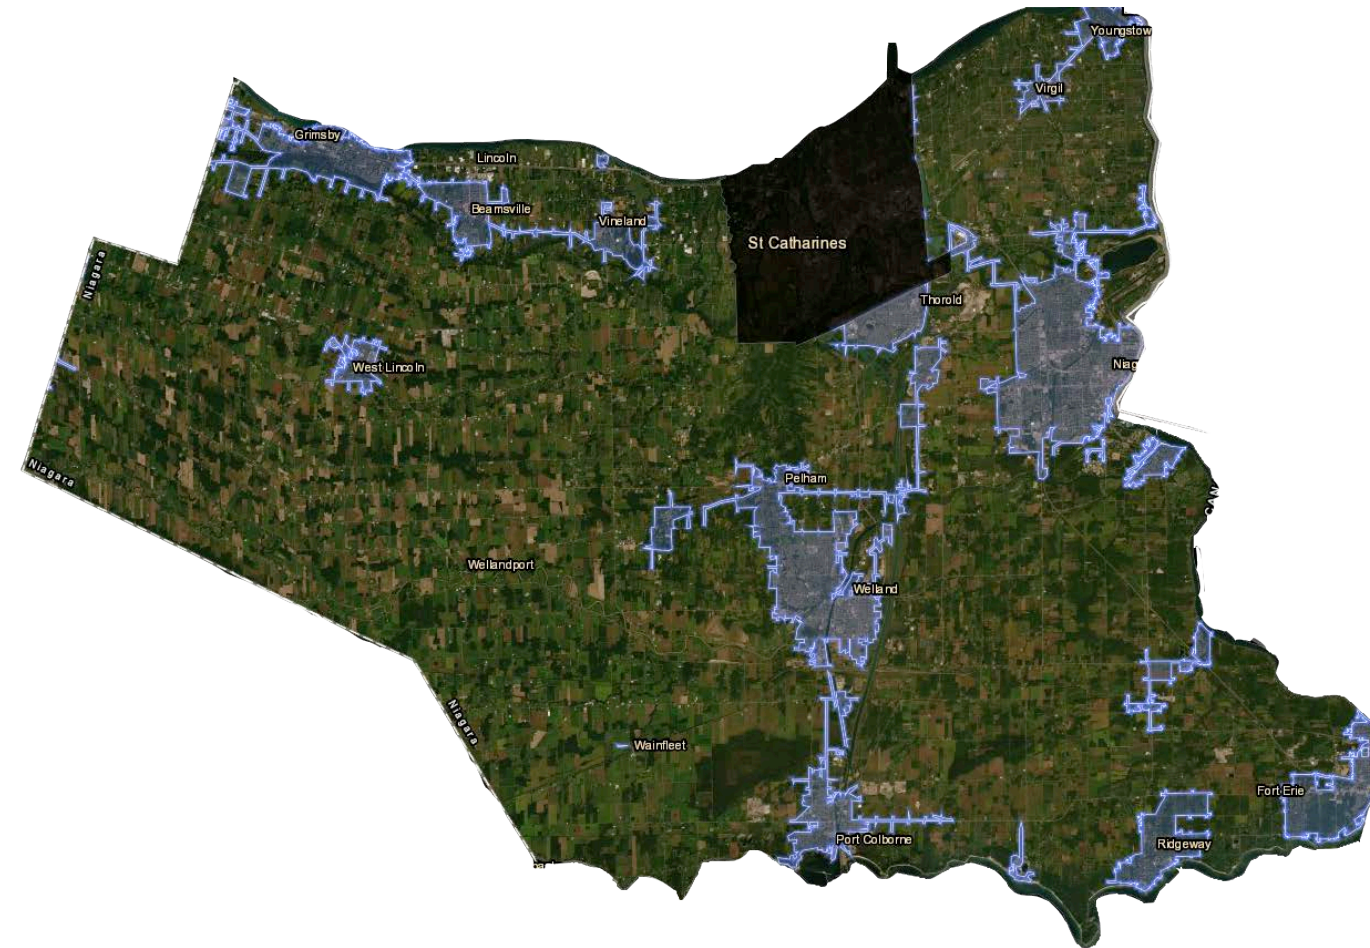 Youngstow
Virgil
Grimsby
Lincoln
Beamsville
Vineland
St Catharines
Niagara
Thorold
Niag
West Lincoln
Niagara
Pelham
CAN
Wellandport
Welland
Niagara
Wainfleet
Fort Erie
Port Colborne
Ridgeway